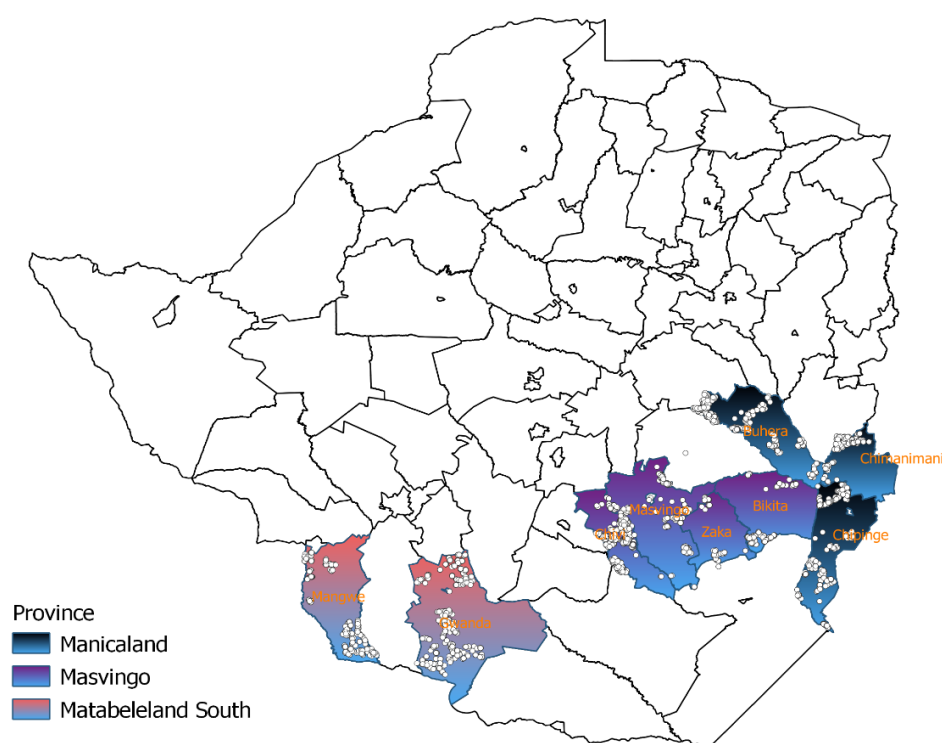 Buhera
Chimanimani
Bikita
Masvingo
Chivi
Zaka
Chipinge
Mangwe
Gwanda
Province
Manicaland
Masvingo
Matabeleland South